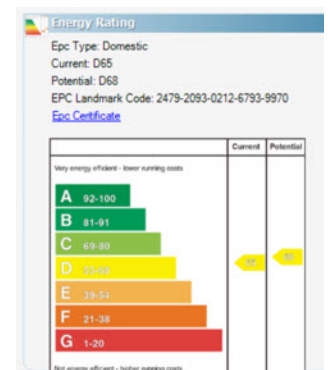 Energy Rating
Epc Type: Domestic
Current: D65
Potential: D68
EPC Landmark Code: 2479-2093-0212-6793-9970
Epc Certificate
Current Potential
Very energy efficient - lower running costs
A 92-100
B 81-91
C 69-80
D 55-68
E 39-54
F 21-38
G 1-20
Not energy efficient - higher running costs